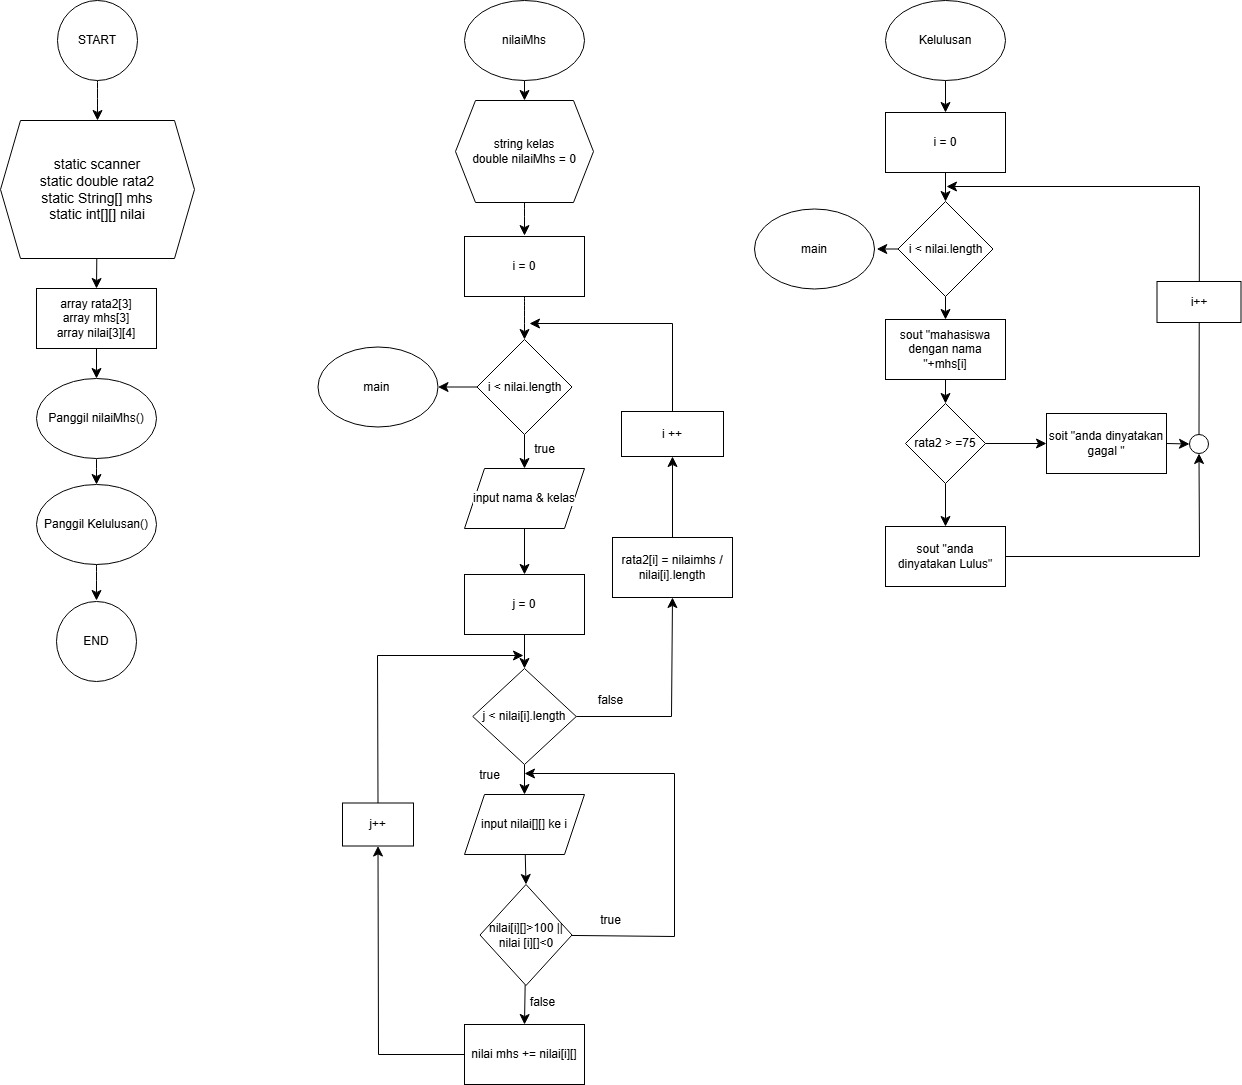 START
static scanner
static double rata2
static String[] mhs
static int[][] nilai
array rata2[3]
array mhs[3]
array nilai[3][4]
Panggil nilaiMhs()
Panggil Kelulusan()
END
nilaiMhs
string kelas
double nilaiMhs = 0
i = 0
i < nilai.length
main
true
input nama & kelas
j = 0
j < nilai[i].length
false
rata2[i] = nilaimhs /
nilai[i].length
i ++
true
input nilai[][] ke i
nilai[i][]>100 ||
nilai [i][]<0
true
false
nilai mhs += nilai[i][]
j++
Kelulusan
i = 0
i < nilai.length
main
sout "mahasiswa
dengan nama
"+mhs[i]
rata2 > =75
soit "anda dinyatakan
gagal "
sout "anda
dinyatakan Lulus"
i++